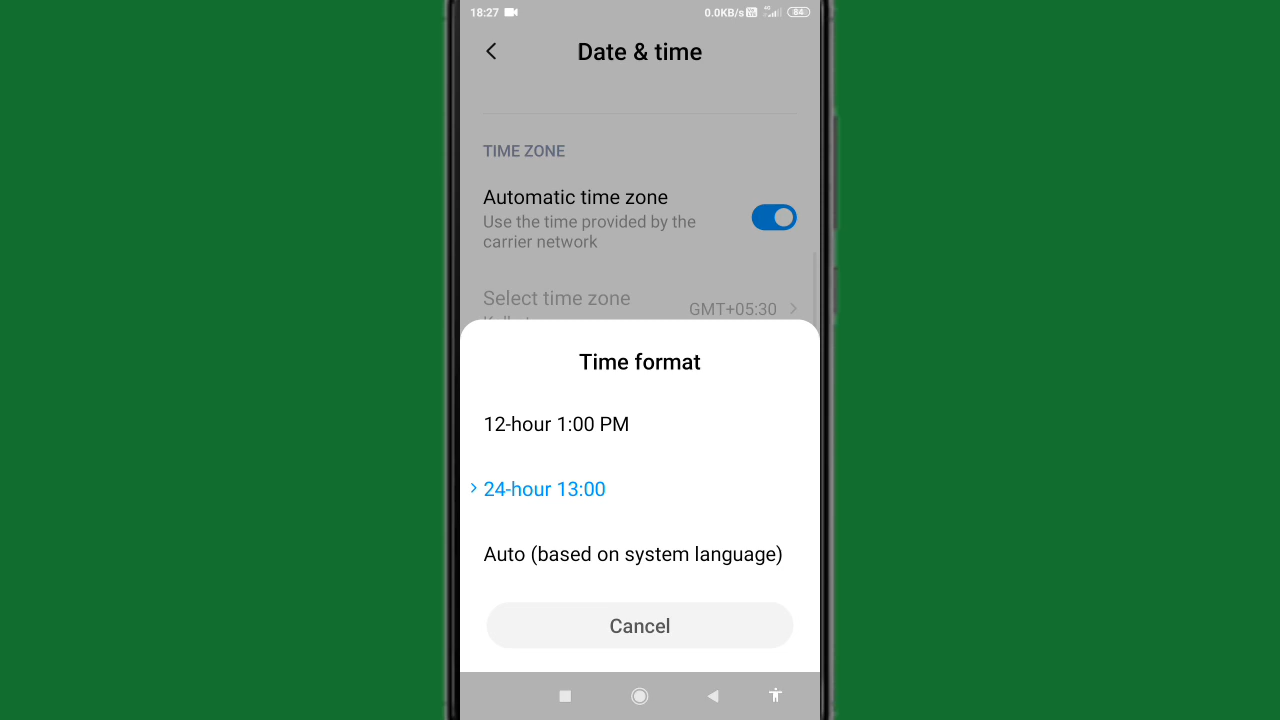 18:27
0.0KB/s 4G 84
Date & time
TIME ZONE
Automatic time zone
Use the time provided by the
carrier network
Select time zone
GMT+05:30
Time format
12-hour 1:00 PM
24-hour 13:00
Auto (based on system language)
Cancel